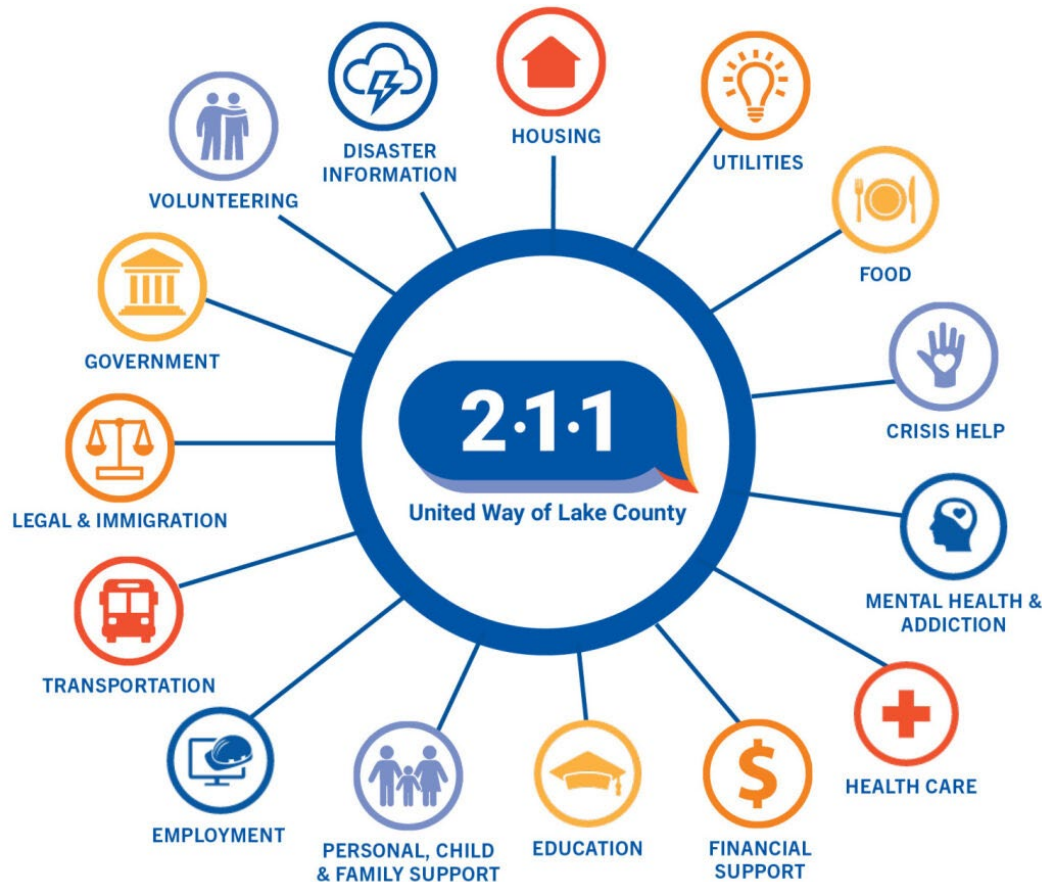 HOUSING
DISASTER
INFORMATION
UTILITIES
VOLUNTEERING
FOOD
GOVERNMENT
CRISIS HELP
2·1·1
United Way of Lake County
LEGAL & IMMIGRATION
MENTAL HEALTH &
ADDICTION
TRANSPORTATION
HEALTH CARE
EMPLOYMENT
PERSONAL, CHILD
& FAMILY SUPPORT
EDUCATION
$
FINANCIAL
SUPPORT